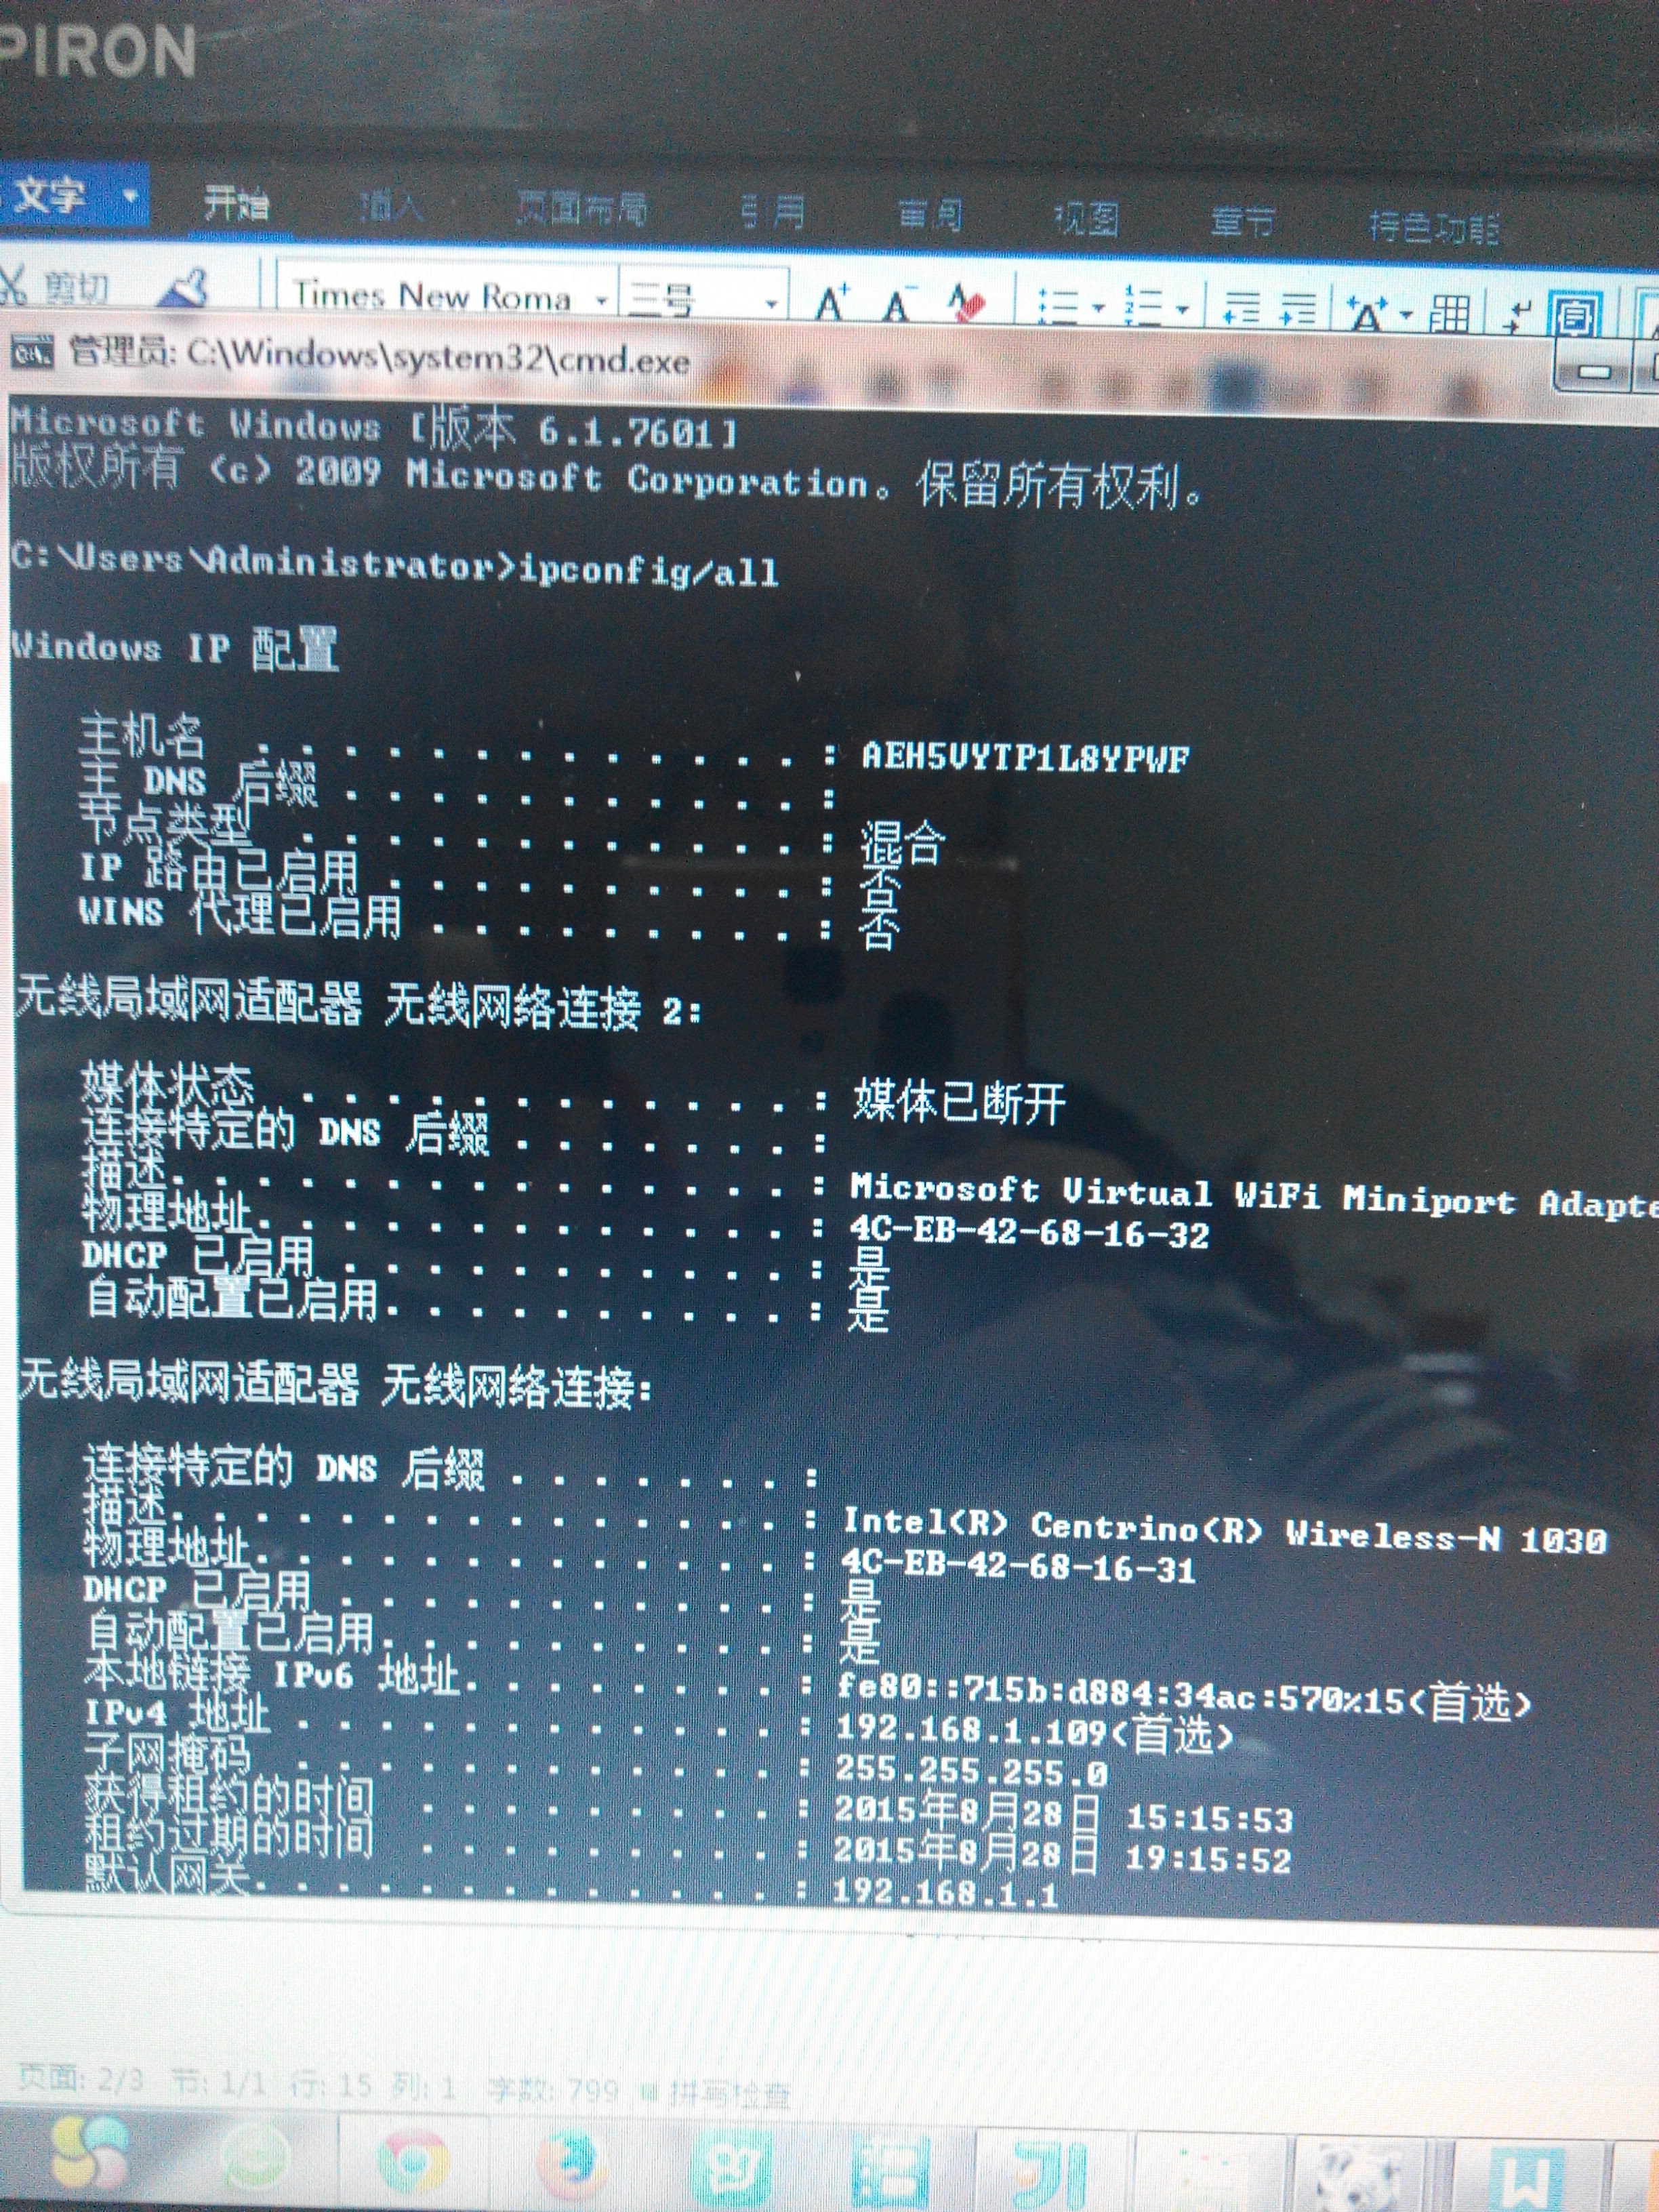 PIRON
文字
开始 插入 页面布局 引用 审阅 视图 章节 特色功能
剪切 Times New Roma 三号
管理员: C:\Windows\system32\cmd.exe
Microsoft Windows [版本 6.1.7601]
版权所有 (c) 2009 Microsoft Corporation。保留所有权利。
C:\Users\Administrator>ipconfig/all
Windows IP 配置
主机名 . . . . . . . . . . . . . : AEH5VYTP1L8YPWF
主 DNS 后缀 . . . . . . . . . . . :
节点类型 . . . . . . . . . . . . : 混合
IP 路由已启用 . . . . . . . . . . : 否
WINS 代理已启用 . . . . . . . . . : 否
无线局域网适配器 无线网络连接 2:
媒体状态 . . . . . . . . . . . . : 媒体已断开
连接特定的 DNS 后缀 . . . . . . . :
描述. . . . . . . . . . . . . . . : Microsoft Virtual WiFi Miniport Adapte
物理地址. . . . . . . . . . . . . : 4C-EB-42-68-16-32
DHCP 已启用 . . . . . . . . . . . : 是
自动配置已启用. . . . . . . . . . : 是
无线局域网适配器 无线网络连接:
连接特定的 DNS 后缀 . . . . . . . :
描述. . . . . . . . . . . . . . . : Intel(R) Centrino(R) Wireless-N 1030
物理地址. . . . . . . . . . . . . : 4C-EB-42-68-16-31
DHCP 已启用 . . . . . . . . . . . : 是
自动配置已启用. . . . . . . . . . : 是
本地链接 IPv6 地址. . . . . . . . : fe80::715b:d884:34ac:570%15(首选)
IPv4 地址 . . . . . . . . . . . . : 192.168.1.109(首选)
子网掩码 . . . . . . . . . . . . : 255.255.255.0
获得租约的时间 . . . . . . . . . : 2015年8月28日 15:15:53
租约过期的时间 . . . . . . . . . : 2015年8月28日 19:15:52
默认网关. . . . . . . . . . . . . : 192.168.1.1
页面: 2/3 节: 1/1 行: 15 列: 1 字数: 799 拼写检查